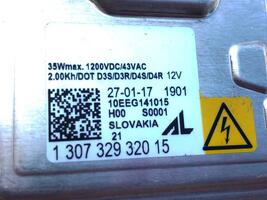 35Wmax. 1200VDC/43VAC
2.00Kh/DOT D3S/D3R/D4S/D4R 12V
27-01-17 1901
10EEG141015
H00 S0001
SLOVAKIA AL
21
1 307 329 320 15